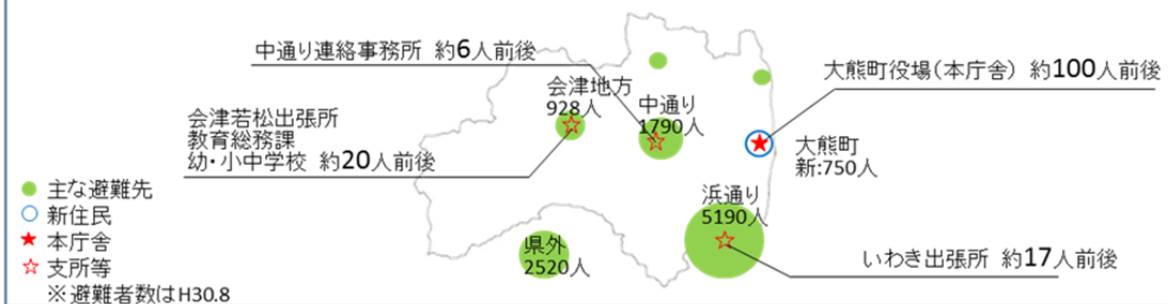 中通り連絡事務所 約6人前後
大熊町役場(本庁舎) 約100人前後
会津地方
928人
中通り
1790人
会津若松出張所
教育総務課
幼・小中学校 約20人前後
大熊町
新:750人
主な避難先
新住民
本庁舎
支所等
※避難者数はH30.8
浜通り
5190人
県外
2520人
いわき出張所 約17人前後